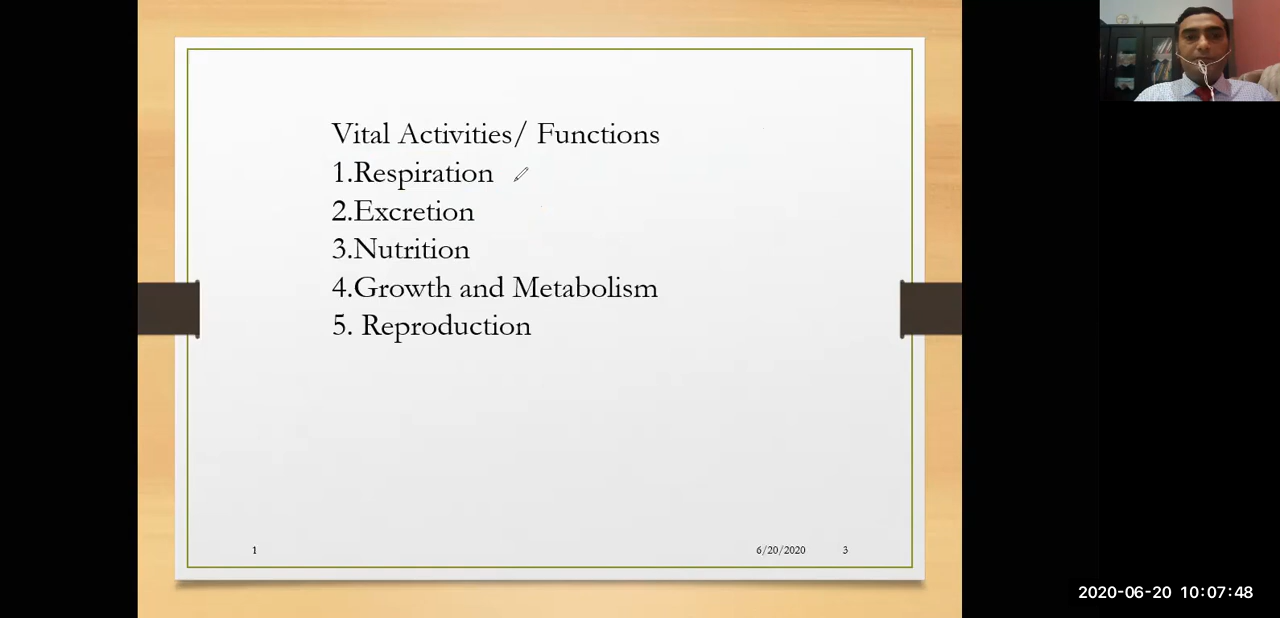 Vital Activities/ Functions
1.Respiration
2.Excretion
3.Nutrition
4.Growth and Metabolism
5. Reproduction
1
6/20/2020
3
2020-06-20 10:07:48